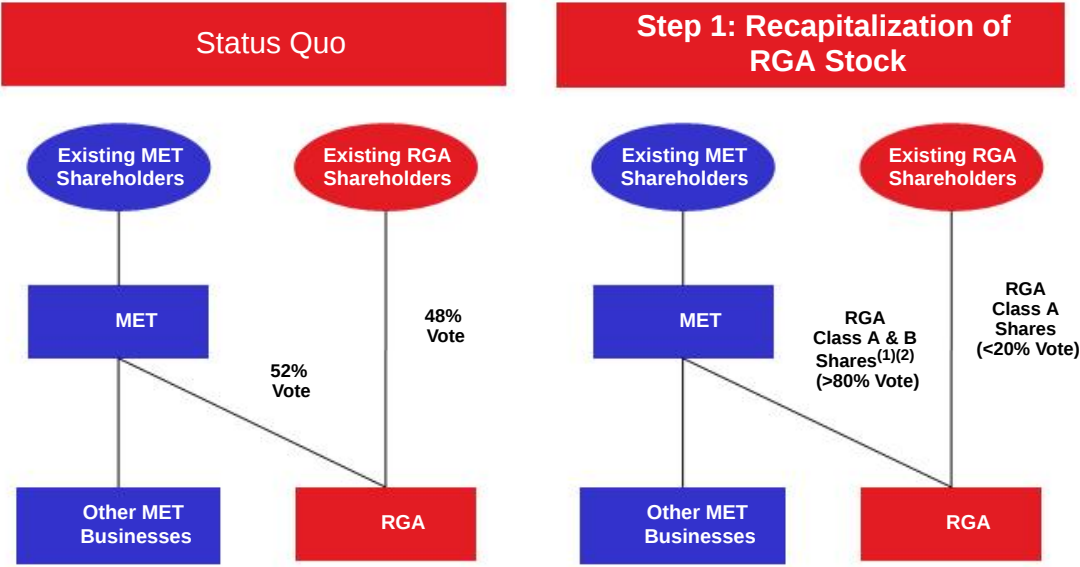 Status Quo
Existing MET
Shareholders
Existing RGA
Shareholders
MET
48%
Vote
52%
Vote
Other MET
Businesses
RGA
Step 1: Recapitalization of
RGA Stock
Existing MET
Shareholders
Existing RGA
Shareholders
MET
RGA
Class A & B
Shares(1)(2)
(>80% Vote)
RGA
Class A
Shares
(<20% Vote)
Other MET
Businesses
RGA